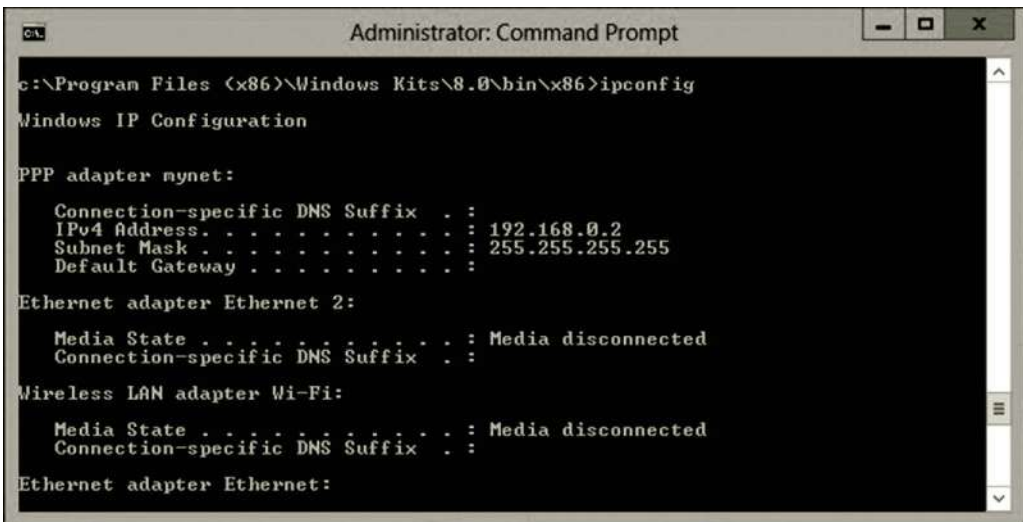 Administrator: Command Prompt
c:\Program Files (x86)\Windows Kits\8.0\bin\x86>ipconfig
Windows IP Configuration
PPP adapter mynet:
Connection-specific DNS Suffix . :
IPv4 Address. . . . . . . . . . . : 192.168.0.2
Subnet Mask . . . . . . . . . . . : 255.255.255.255
Default Gateway . . . . . . . . . :
Ethernet adapter Ethernet 2:
Media State . . . . . . . . . . . : Media disconnected
Connection-specific DNS Suffix . :
Wireless LAN adapter Wi-Fi:
Media State . . . . . . . . . . . : Media disconnected
Connection-specific DNS Suffix . :
Ethernet adapter Ethernet: